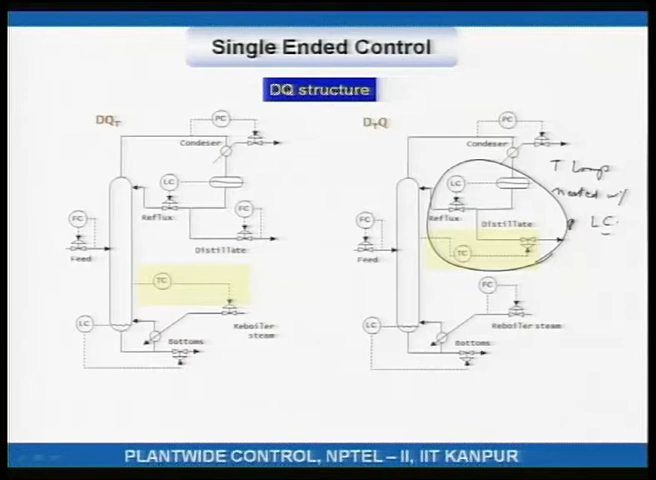 Single Ended Control
DQ structure
DQT
PC
Condeser
LC
Reflux
FC
FC
Distillate
Feed
TC
LC
Reboiler
steam
Bottoms
DTQ
PC
Condeser
LC
Reflux
Distillate
FC
Feed
TC
FC
LC
Reboiler steam
Bottoms
T loop
nested w/
LC.
PLANTWIDE CONTROL, NPTEL – II, IIT KANPUR